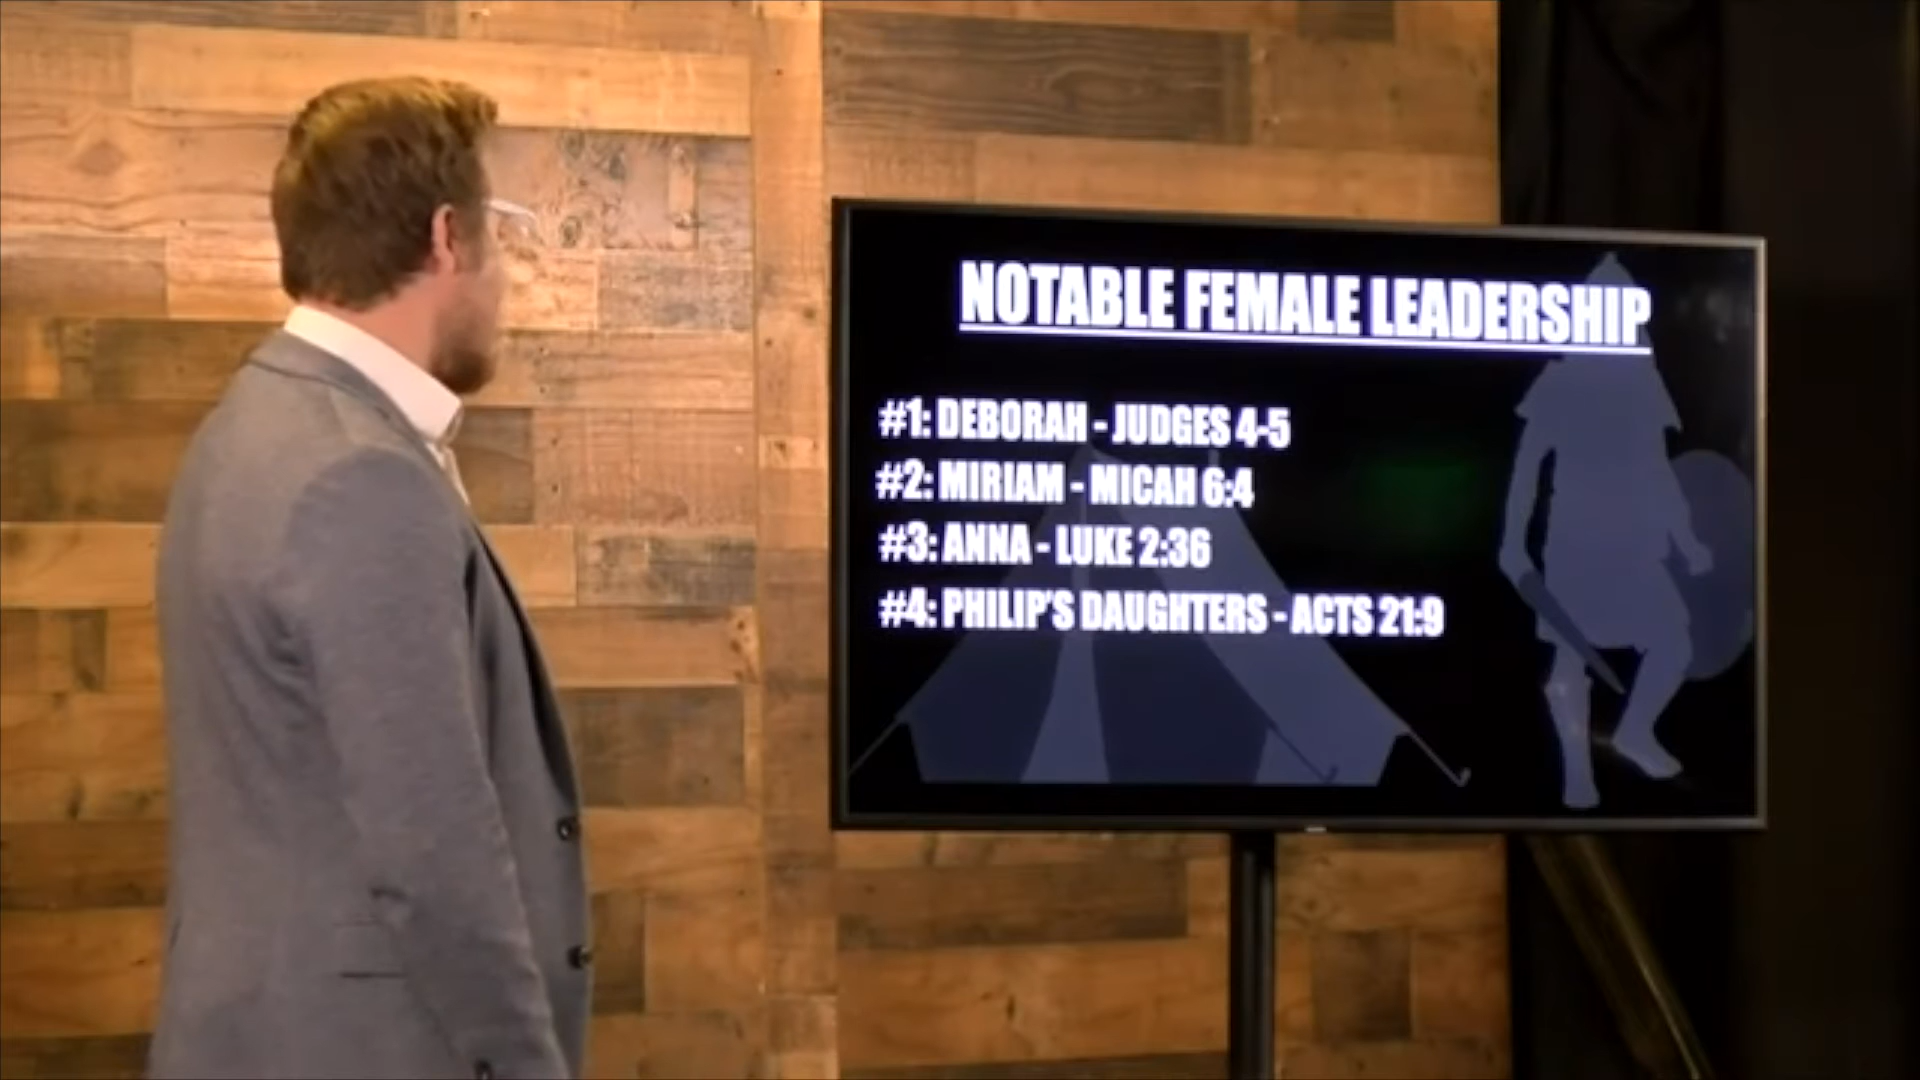 NOTABLE FEMALE LEADERSHIP
#1: DEBORAH - JUDGES 4-5
#2: MIRIAM - MICAH 6:4
#3: ANNA - LUKE 2:36
#4: PHILIP'S DAUGHTERS - ACTS 21:9